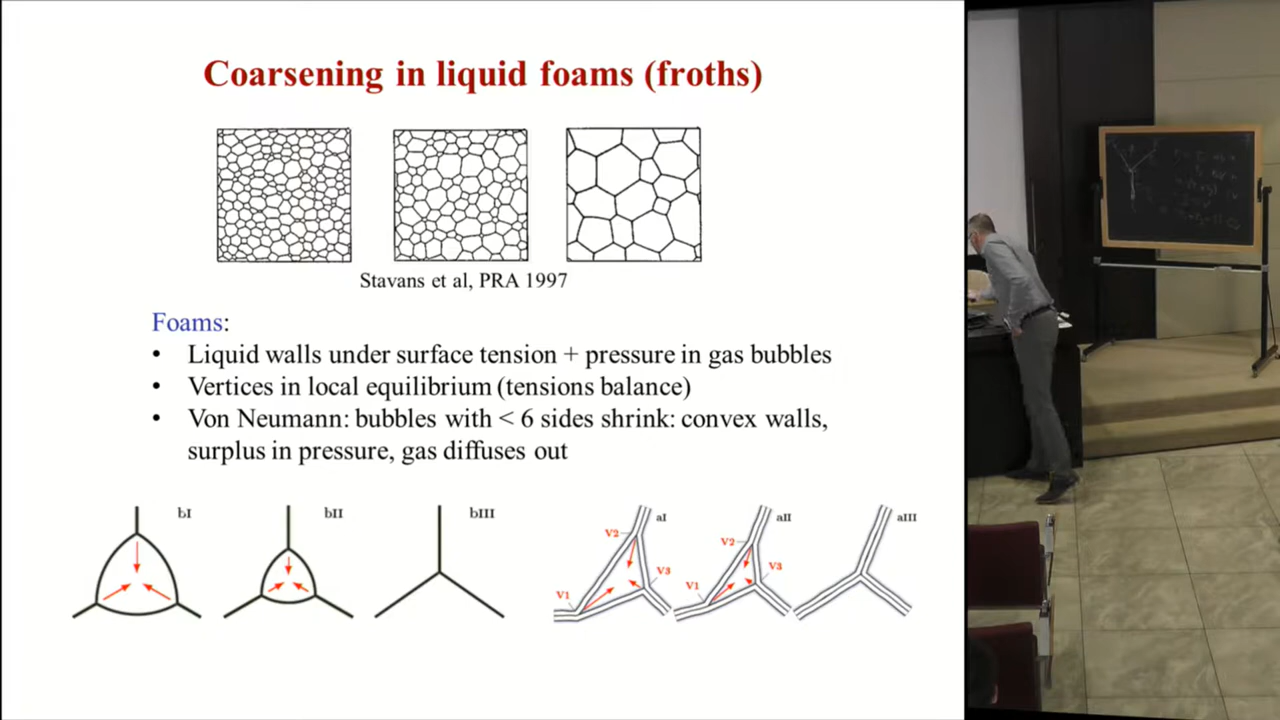 Coarsening in liquid foams (froths)
Stavans et al, PRA 1997
Foams:
• Liquid walls under surface tension + pressure in gas bubbles
• Vertices in local equilibrium (tensions balance)
• Von Neumann: bubbles with < 6 sides shrink: convex walls,
surplus in pressure, gas diffuses out
bI
bII
bIII
aI
aII
aIII
V2
V3
V1
V2
V3
V1